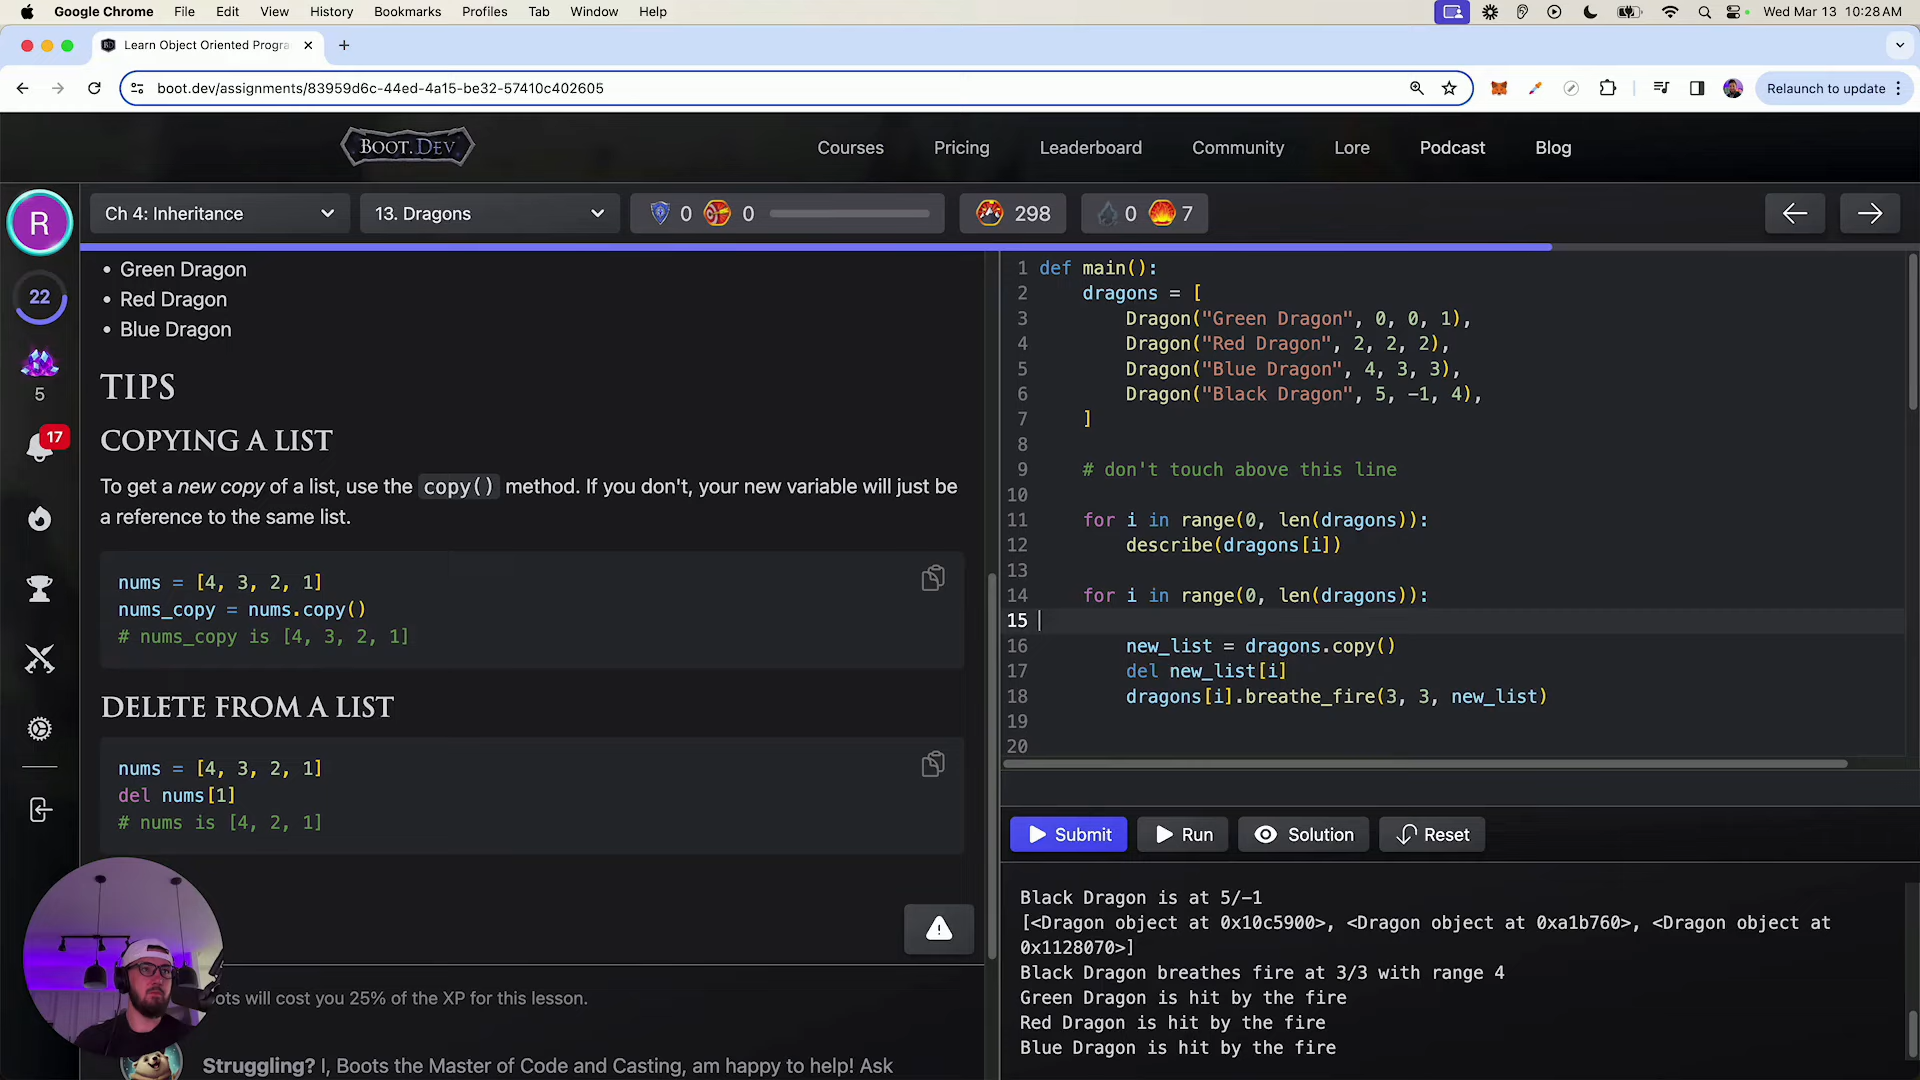 Google Chrome File Edit View History Bookmarks Profiles Tab Window Help Wed Mar 13 10:28 AM
Learn Object Oriented Progra
boot.dev/assignments/83959d6c-44ed-4a15-be32-57410c402605 Relaunch to update
BOOT.DEV Courses Pricing Leaderboard Community Lore Podcast Blog
R Ch 4: Inheritance 13. Dragons 0 0 298 0 7
22
5
17
• Green Dragon
• Red Dragon
• Blue Dragon
TIPS
COPYING A LIST
To get a new copy of a list, use the copy() method. If you don't, your new variable will just be
a reference to the same list.
nums = [4, 3, 2, 1]
nums_copy = nums.copy()
# nums_copy is [4, 3, 2, 1]
DELETE FROM A LIST
nums = [4, 3, 2, 1]
del nums[1]
# nums is [4, 2, 1]
ots will cost you 25% of the XP for this lesson.
Struggling? I, Boots the Master of Code and Casting, am happy to help! Ask
1 def main():
2     dragons = [
3         Dragon("Green Dragon", 0, 0, 1),
4         Dragon("Red Dragon", 2, 2, 2),
5         Dragon("Blue Dragon", 4, 3, 3),
6         Dragon("Black Dragon", 5, -1, 4),
7     ]
8
9     # don't touch above this line
10
11     for i in range(0, len(dragons)):
12         describe(dragons[i])
13
14     for i in range(0, len(dragons)):
15
16         new_list = dragons.copy()
17         del new_list[i]
18         dragons[i].breathe_fire(3, 3, new_list)
19
20
Submit Run Solution Reset
Black Dragon is at 5/-1
[<Dragon object at 0x10c5900>, <Dragon object at 0xa1b760>, <Dragon object at
0x1128070>]
Black Dragon breathes fire at 3/3 with range 4
Green Dragon is hit by the fire
Red Dragon is hit by the fire
Blue Dragon is hit by the fire